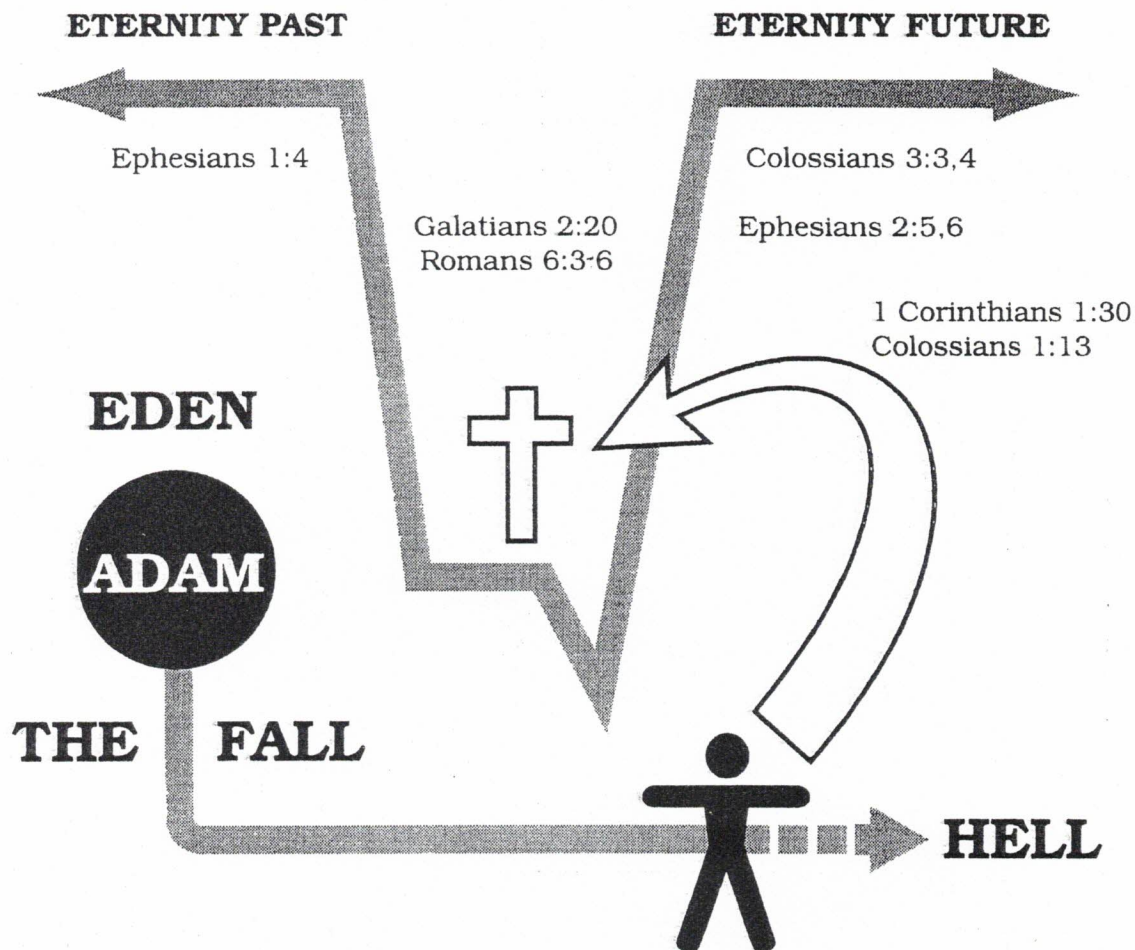 ETERNITY PAST
ETERNITY FUTURE
Ephesians 1:4
Colossians 3:3,4
Galatians 2:20
Romans 6:3-6
Ephesians 2:5,6
1 Corinthians 1:30
Colossians 1:13
EDEN
ADAM
THE FALL
HELL